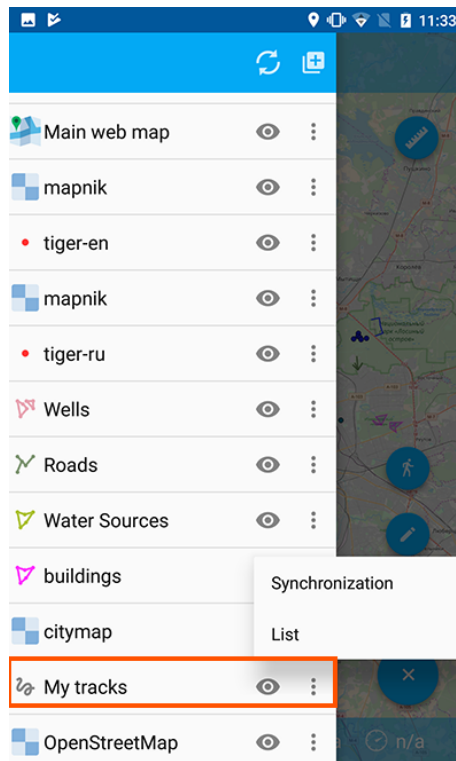 11:33
Main web map
mapnik
tiger-en
mapnik
tiger-ru
Wells
Roads
Water Sources
buildings
Synchronization
citymap
List
My tracks
OpenStreetMap
n/a